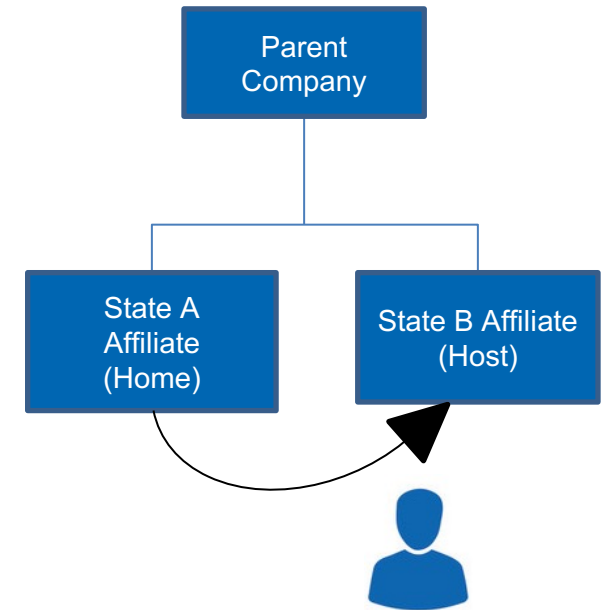 Parent
Company
State A
Affiliate
(Home)
State B Affiliate
(Host)